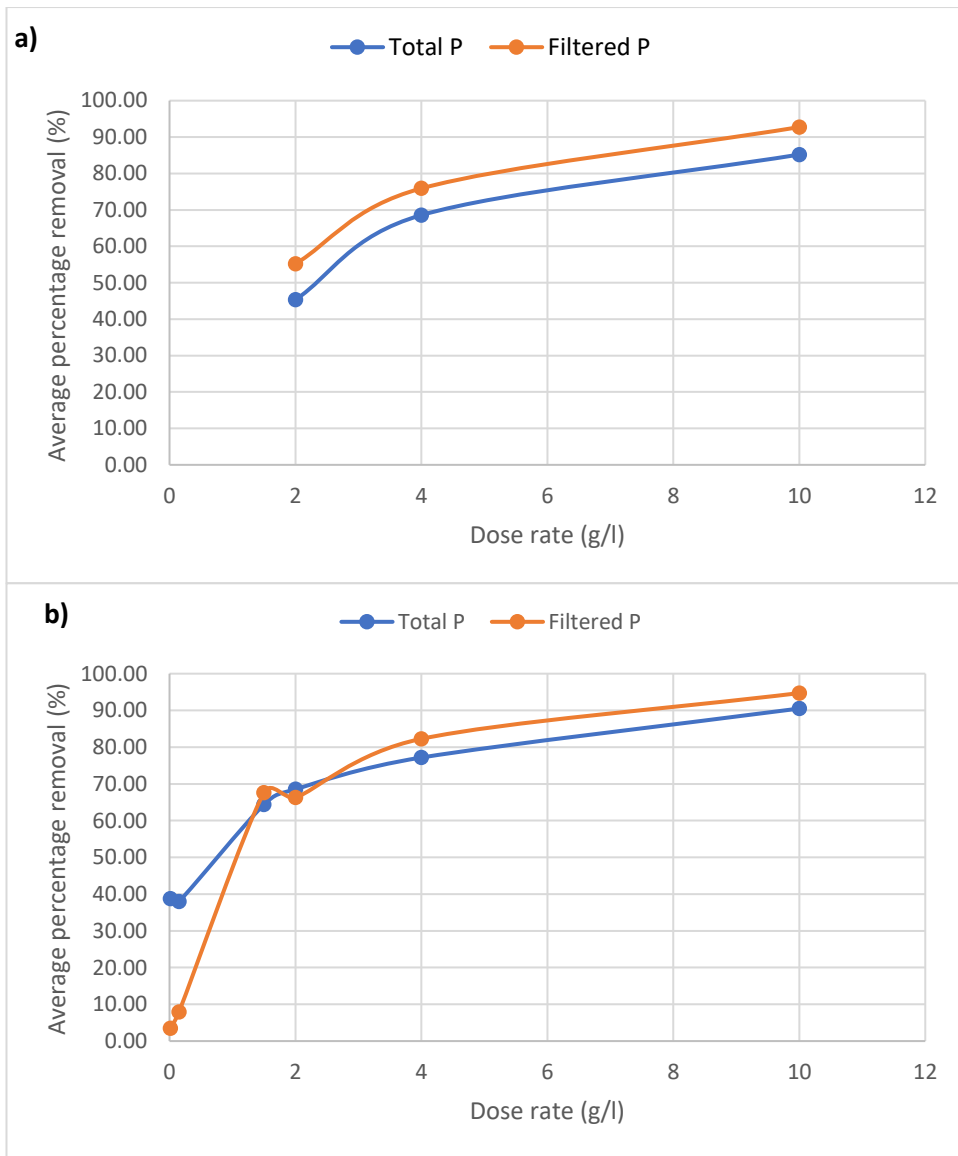 a)
Total P Filtered P
Average percentage removal (%)
100.00
90.00
80.00
70.00
60.00
50.00
40.00
30.00
20.00
10.00
0.00
0 2 4 6 8 10 12
Dose rate (g/l)
b)
Total P Filtered P
Average percentage removal (%)
100.00
90.00
80.00
70.00
60.00
50.00
40.00
30.00
20.00
10.00
0.00
0 2 4 6 8 10 12
Dose rate (g/l)